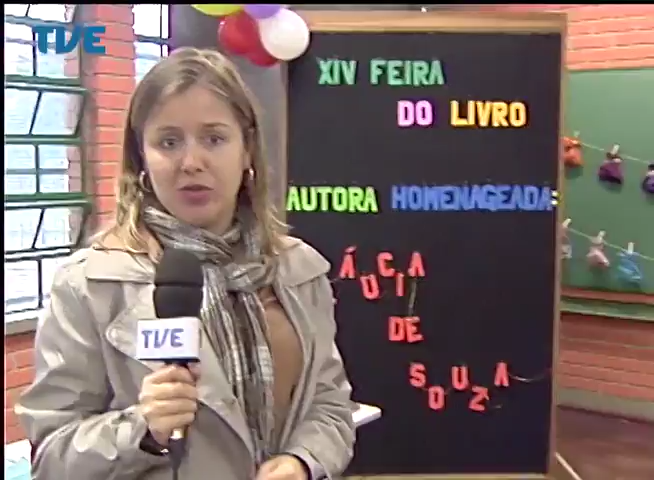 TVE
XIV FEIRA
DO LIVRO
AUTORA HOMENAGEADA:
ÁUCIA
DE
SOUZA
TVE